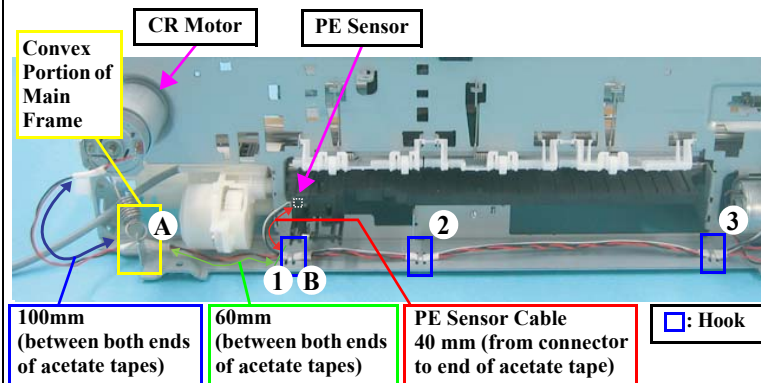 CR Motor
PE Sensor
Convex
Portion of
Main
Frame
A
2
3
1
B
100mm
(between both ends
of acetate tapes)
60mm
(between both ends
of acetate tapes)
PE Sensor Cable
40 mm (from connector
to end of acetate tape)
: Hook